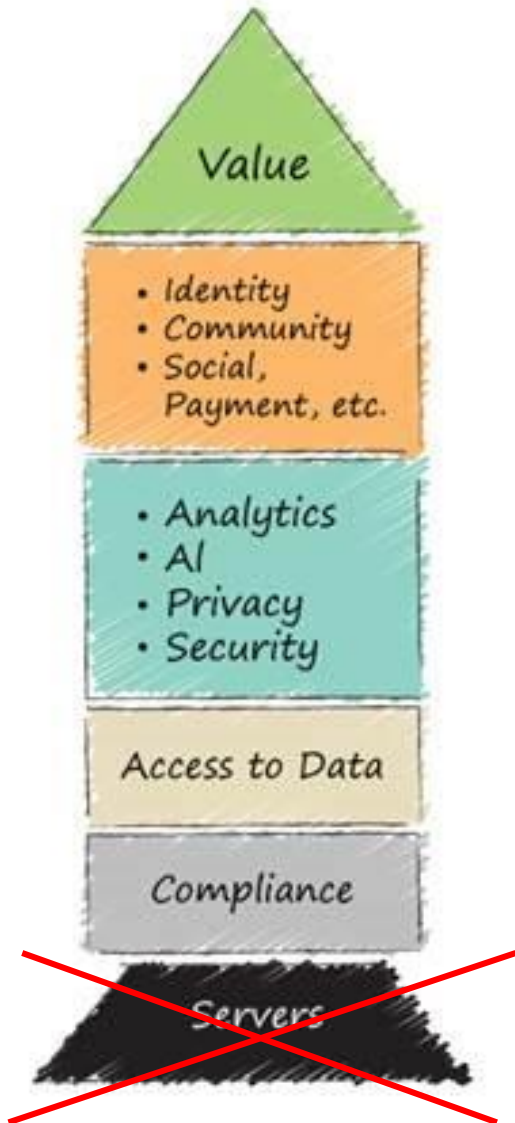 Value
• Identity
• Community
• Social,
Payment, etc.
• Analytics
• AI
• Privacy
• Security
Access to Data
Compliance
Servers